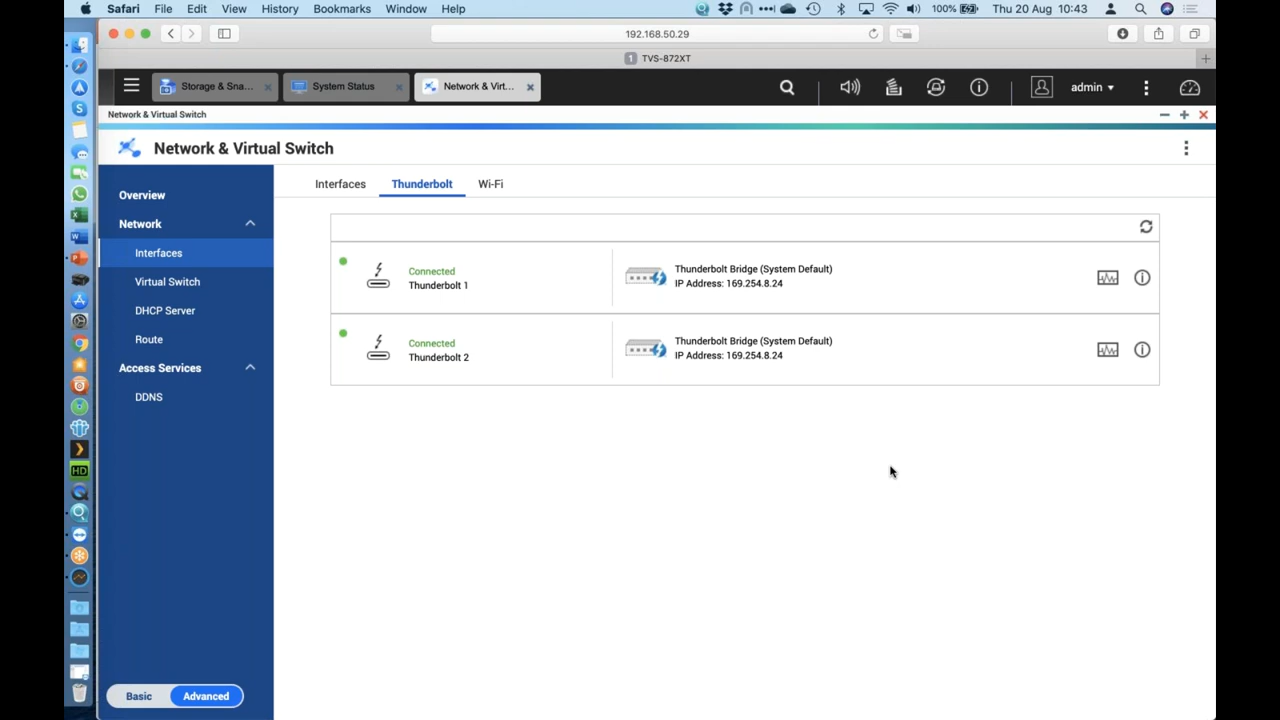 Safari File Edit View History Bookmarks Window Help 100% Thu 20 Aug 10:43
192.168.50.29
1 TVS-872XT
Storage & Sna... × System Status × Network & Virt... × admin
Network & Virtual Switch
Network & Virtual Switch
Overview
Network
Interfaces
Virtual Switch
DHCP Server
Route
Access Services
DDNS
Basic Advanced
Interfaces Thunderbolt Wi-Fi
Connected
Thunderbolt 1
Thunderbolt Bridge (System Default)
IP Address: 169.254.8.24
Connected
Thunderbolt 2
Thunderbolt Bridge (System Default)
IP Address: 169.254.8.24
HD